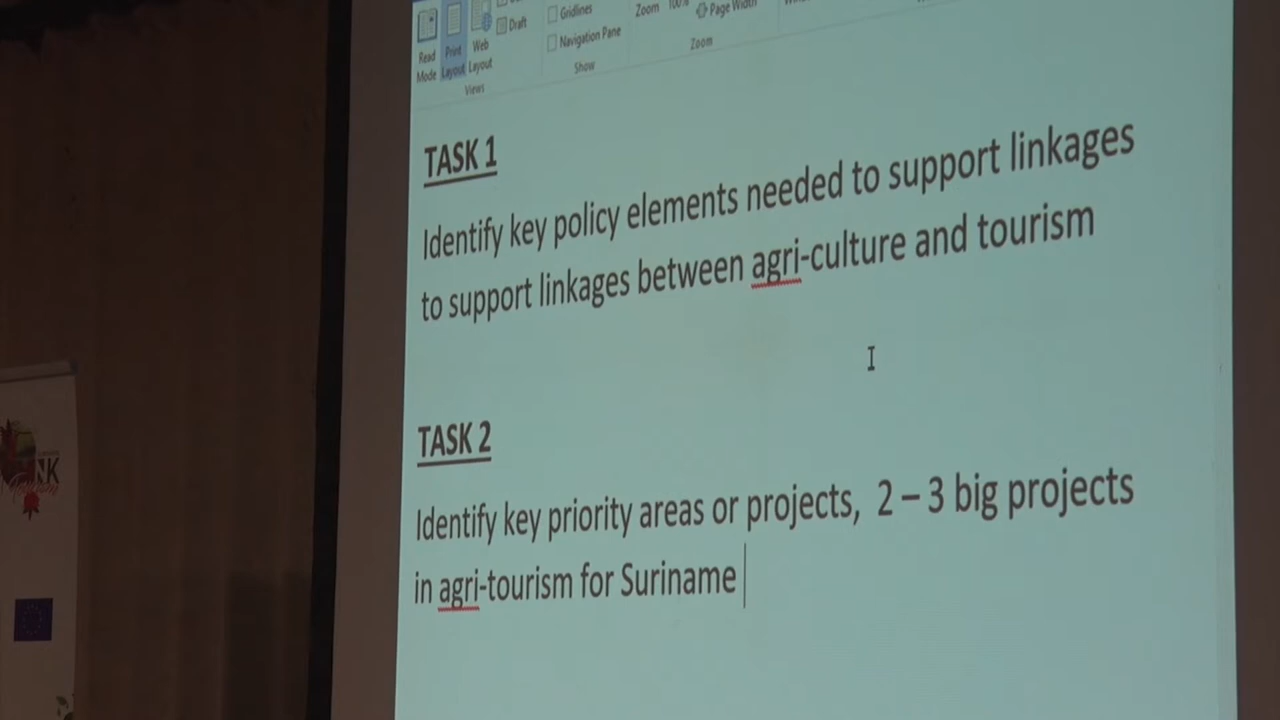 Gridlines
Zoom
100%
Page Width
Draft
Navigation Pane
Read Mode
Print Layout
Web Layout
Zoom
Show
Views
TASK 1
Identify key policy elements needed to support linkages
to support linkages between agri-culture and tourism
TASK 2
Identify key priority areas or projects, 2 – 3 big projects
in agri-tourism for Suriname
NK